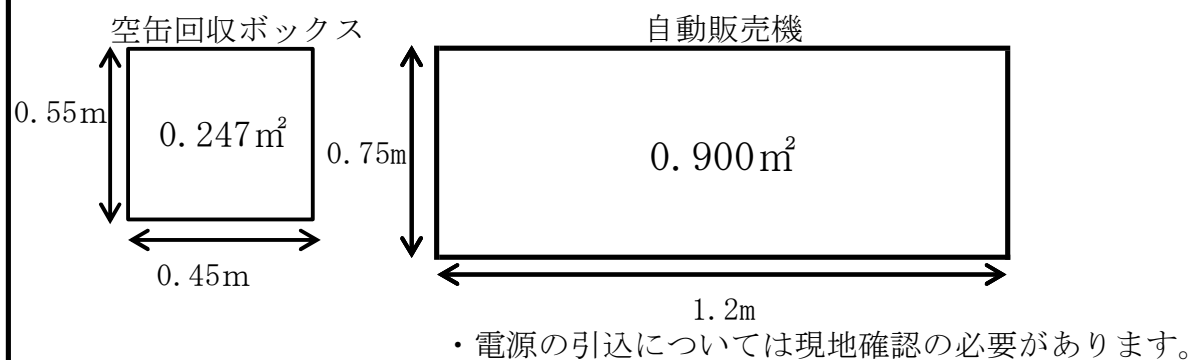 空缶回収ボックス
自動販売機
0.55m
0.247㎡
0.75m
0.900㎡
0.45m
1.2m
・電源の引込については現地確認の必要があります。